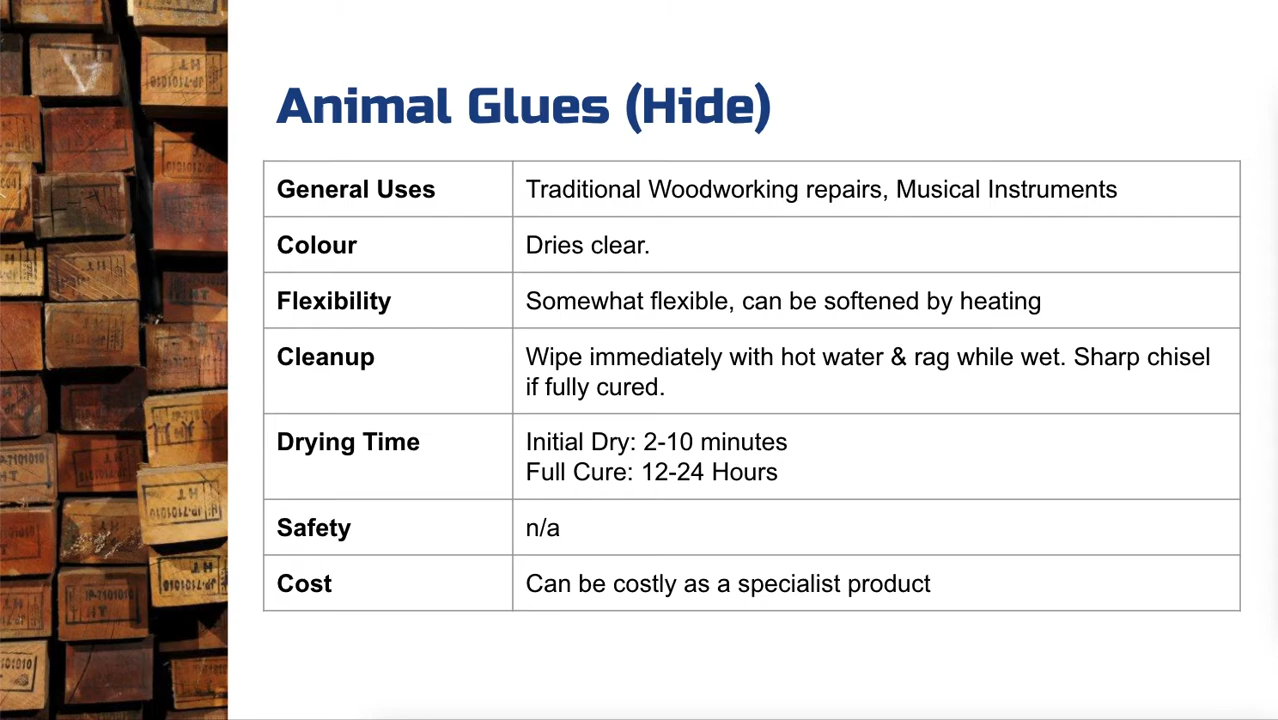 Animal Glues (Hide)
General Uses
Traditional Woodworking repairs, Musical Instruments
Colour
Dries clear.
Flexibility
Somewhat flexible, can be softened by heating
Cleanup
Wipe immediately with hot water & rag while wet. Sharp chisel
if fully cured.
Drying Time
Initial Dry: 2-10 minutes
Full Cure: 12-24 Hours
Safety
n/a
Cost
Can be costly as a specialist product